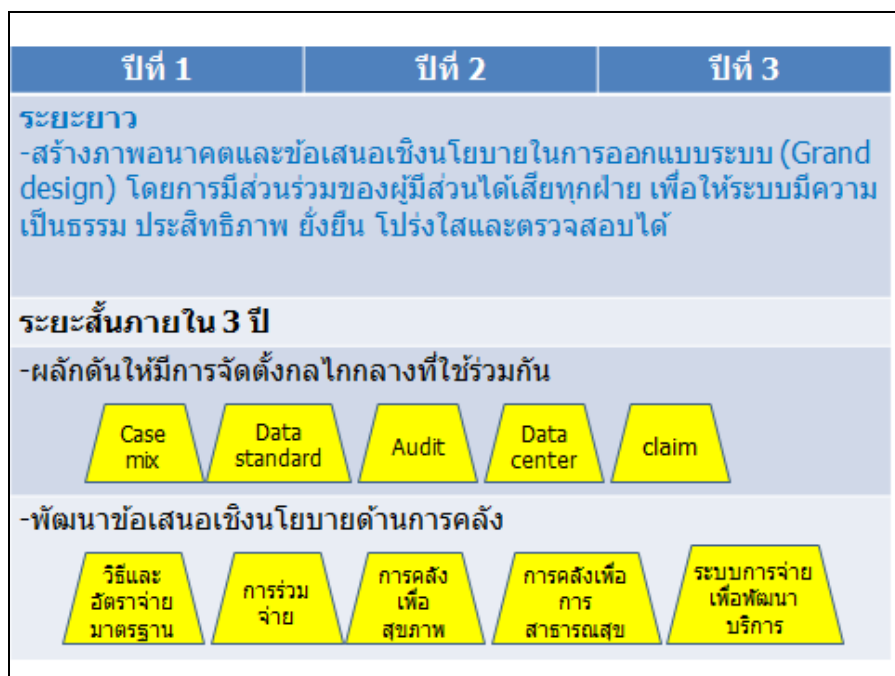 ปีที่ 1 ปีที่ 2 ปีที่ 3
ระยะยาว
-สร้างภาพอนาคตและข้อเสนอเชิงนโยบายในการออกแบบระบบ (Grand
design) โดยการมีส่วนร่วมของผู้มีส่วนได้เสียทุกฝ่าย เพื่อให้ระบบมีความ
เป็นธรรม ประสิทธิภาพ ยั่งยืน โปร่งใสและตรวจสอบได้
ระยะสั้นภายใน 3 ปี
-ผลักดันให้มีการจัดตั้งกลไกกลางที่ใช้ร่วมกัน
Case
mix
Data
standard
Audit
Data
center
claim
-พัฒนาข้อเสนอเชิงนโยบายด้านการคลัง
วิธีและ
อัตราจ่าย
มาตรฐาน
การร่วม
จ่าย
การคลัง
เพื่อ
สุขภาพ
การคลังเพื่อ
การ
สาธารณสุข
ระบบการจ่าย
เพื่อพัฒนา
บริการ